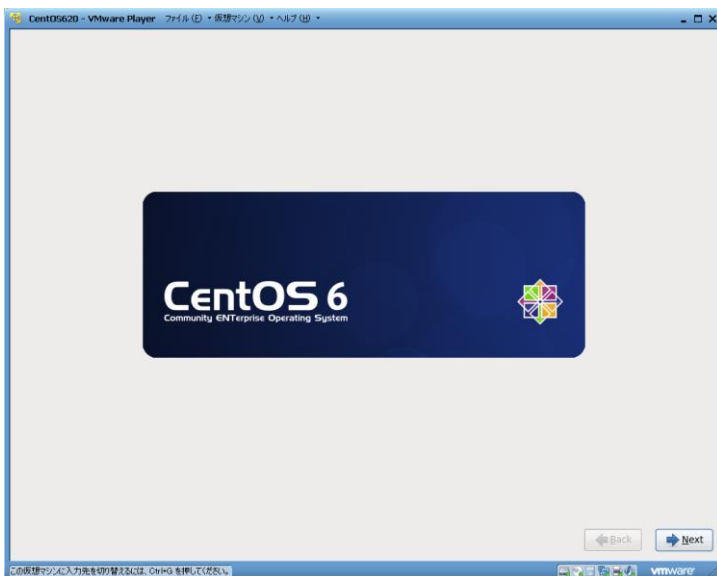 CentOS620 - VMware Player ファイル(F) ・ 仮想マシン(V) ・ ヘルプ(H) ・
CentOS 6
Community ENTerprise Operating System
Back Next
この仮想マシンに入力先を切り替えるには、Ctrl+G を押してください。 vmware